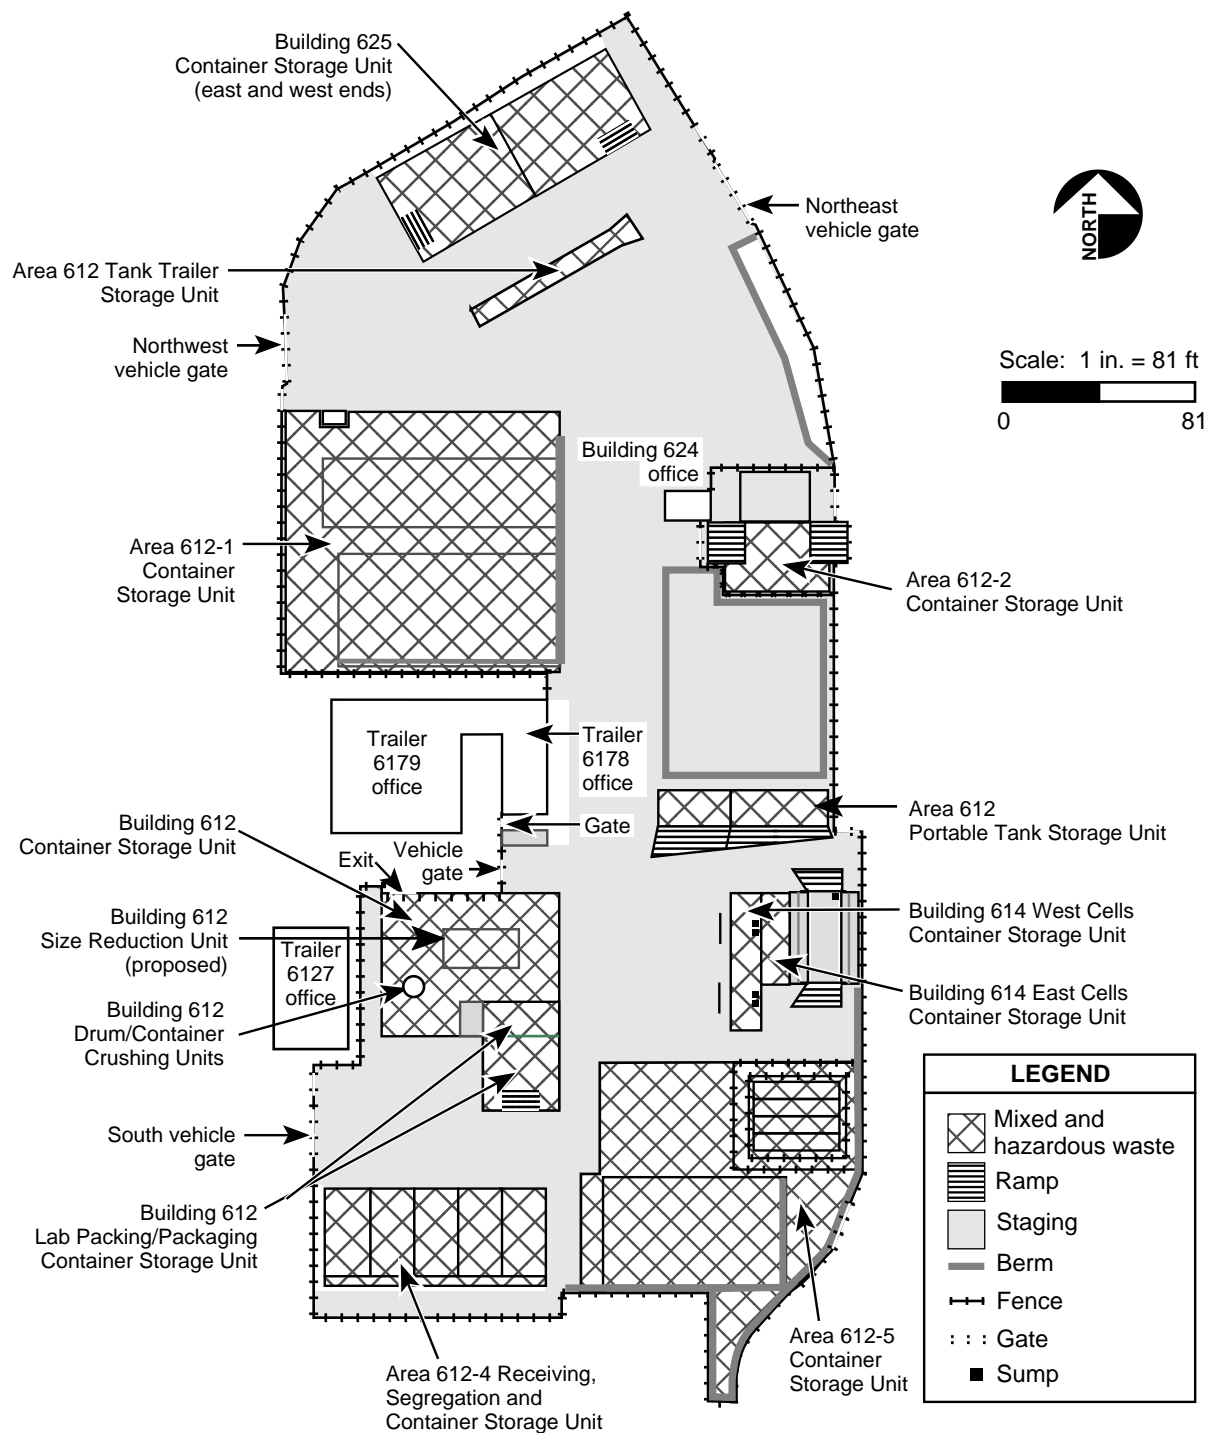 Building 625
Container Storage Unit
(east and west ends)
Northeast
vehicle gate
NORTH
Area 612 Tank Trailer
Storage Unit
Northwest
vehicle gate
Scale: 1 in. = 81 ft
0
81
Building 624
office
Area 612-1
Container
Storage Unit
Area 612-2
Container Storage Unit
Trailer
6179
office
Trailer
6178
office
Building 612
Container Storage Unit
Gate
Area 612
Portable Tank Storage Unit
Exit
Vehicle
gate
Building 612
Size Reduction Unit
(proposed)
Trailer
6127
office
Building 614 West Cells
Container Storage Unit
Building 614 East Cells
Container Storage Unit
Building 612
Drum/Container
Crushing Units
South vehicle
gate
Building 612
Lab Packing/Packaging
Container Storage Unit
Area 612-4 Receiving,
Segregation and
Container Storage Unit
Area 612-5
Container
Storage Unit
LEGEND
Mixed and
hazardous waste
Ramp
Staging
Berm
Fence
Gate
Sump